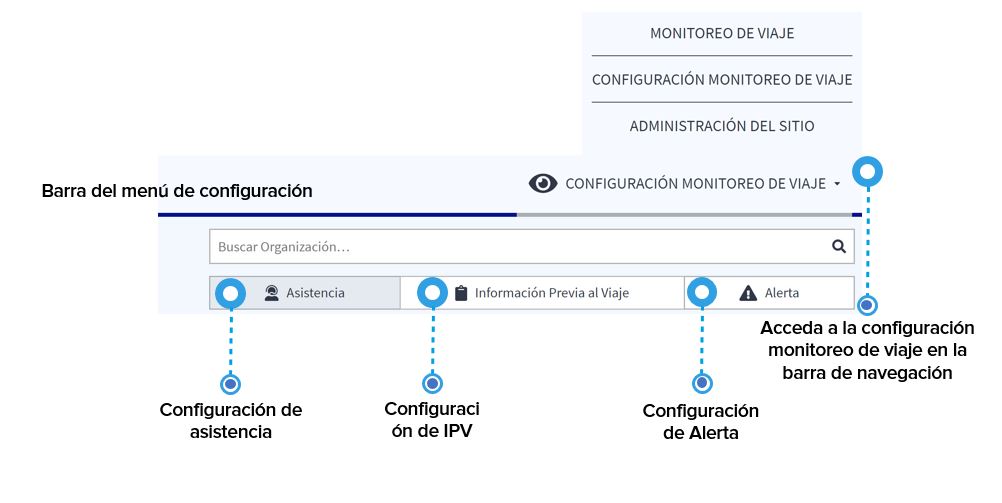 MONITOREO DE VIAJE
CONFIGURACIÓN MONITOREO DE VIAJE
ADMINISTRACIÓN DEL SITIO
Barra del menú de configuración
CONFIGURACIÓN MONITOREO DE VIAJE
Buscar Organización...
Asistencia
Información Previa al Viaje
Alerta
Acceda a la configuración
monitoreo de viaje en la
barra de navegación
Configuración de
asistencia
Configuraci
ón de IPV
Configuración
de Alerta